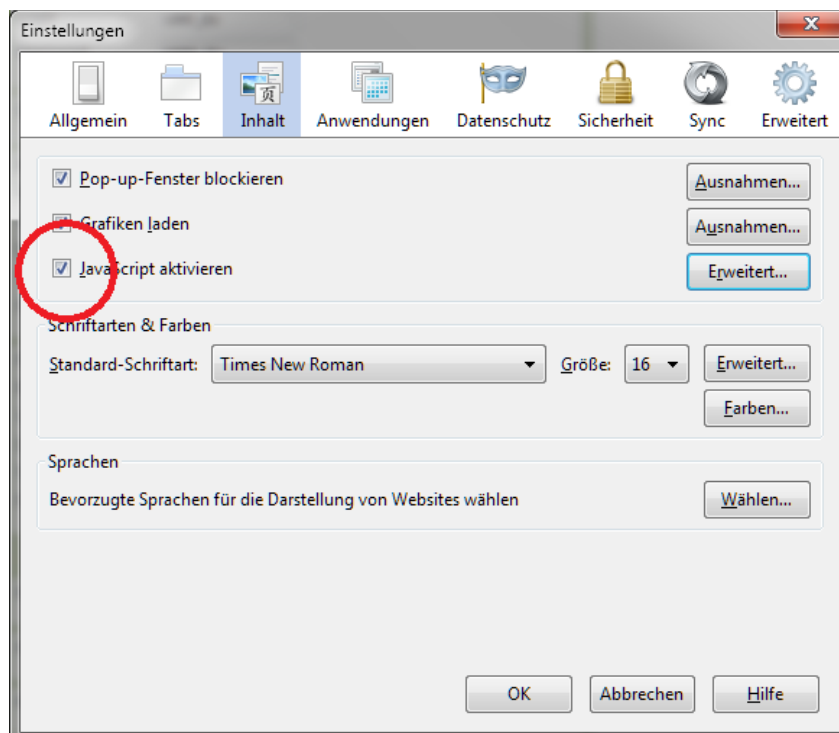 Einstellungen
Allgemein Tabs Inhalt Anwendungen Datenschutz Sicherheit Sync Erweitert
Pop-up-Fenster blockieren Ausnahmen...
Grafiken laden Ausnahmen...
JavaScript aktivieren Erweitert...
Schriftarten & Farben
Standard-Schriftart: Times New Roman Größe: 16 Erweitert...
Farben...
Sprachen
Bevorzugte Sprachen für die Darstellung von Websites wählen Wählen...
OK Abbrechen Hilfe